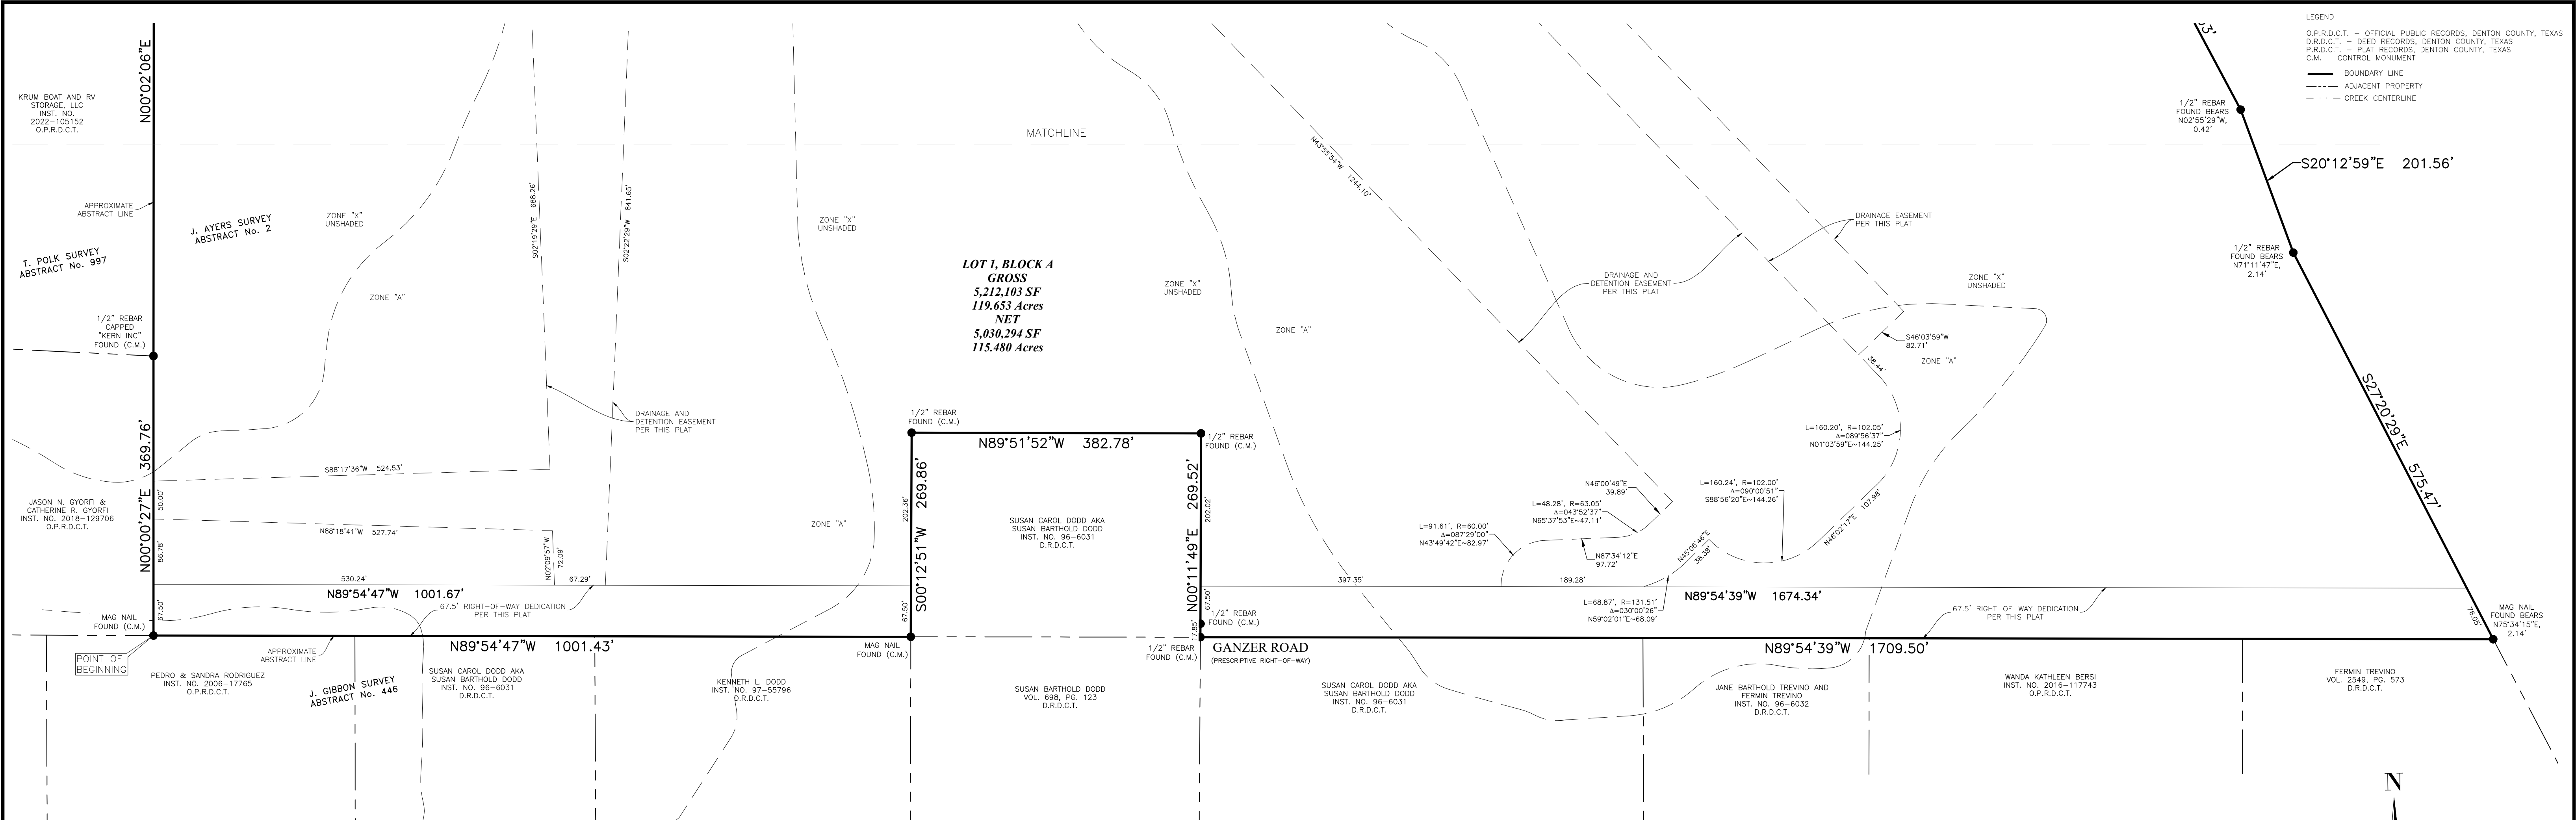 LEGEND
O.P.R.D.C.T. – OFFICIAL PUBLIC RECORDS, DENTON COUNTY, TEXAS
D.R.D.C.T. – DEED RECORDS, DENTON COUNTY, TEXAS
P.R.D.C.T. – PLAT RECORDS, DENTON COUNTY, TEXAS
C.M. – CONTROL MONUMENT
BOUNDARY LINE
ADJACENT PROPERTY
CREEK CENTERLINE
N00°02'06"E
KRUM BOAT AND RV
STORAGE, LLC
INST. NO.
2022-105152
O.P.R.D.C.T.
MATCHLINE
1/2" REBAR
FOUND BEARS
N02°55'29"W,
0.42'
S20°12'59"E 201.56'
APPROXIMATE
ABSTRACT LINE
J. AYERS SURVEY
ABSTRACT No. 2
T. POLK SURVEY
ABSTRACT No. 997
ZONE "X"
UNSHADED
ZONE "A"
S02°19'29"E 688.26'
S02°22'29"W 841.65'
ZONE "X"
UNSHADED
LOT 1, BLOCK A
GROSS
5,212,103 SF
119.653 Acres
NET
5,030,294 SF
115.480 Acres
ZONE "X"
UNSHADED
ZONE "A"
N43°55'54"W 1244.10'
DRAINAGE EASEMENT
PER THIS PLAT
DRAINAGE AND
DETENTION EASEMENT
PER THIS PLAT
ZONE "X"
UNSHADED
1/2" REBAR
FOUND BEARS
N71°11'47"E,
2.14'
S46°03'59"W
82.71'
ZONE "A"
38.44'
1/2" REBAR
CAPPED
"KERN INC"
FOUND (C.M.)
N00°00'27"E 369.76'
DRAINAGE AND
DETENTION EASEMENT
PER THIS PLAT
1/2" REBAR
FOUND (C.M.)
N89°51'52"W 382.78'
1/2" REBAR
FOUND (C.M.)
L=160.20', R=102.05'
Δ=089°56'37"
N01°03'59"E~144.25'
S27°20'29"E 575.47'
S88°17'36"W 524.53'
50.00'
86.78'
67.50'
JASON N. GYORFI &
CATHERINE R. GYORFI
INST. NO. 2018-129706
O.P.R.D.C.T.
N88°18'41"W 527.74'
N02°09'57"W
72.09'
ZONE "A"
202.36'
S00°12'51"W 269.86'
67.50'
SUSAN CAROL DODD AKA
SUSAN BARTHOLD DODD
INST. NO. 96-6031
D.R.D.C.T.
N00°11'49"E 269.52'
202.02'
67.50'
17.85'
N46°00'49"E
39.89'
L=48.28', R=63.05'
Δ=043°52'37"
N65°37'53"E~47.11'
L=91.61', R=60.00'
Δ=087°29'00"
N43°49'42"E~82.97'
N87°34'12"E
97.72'
L=160.24', R=102.00'
Δ=090°00'51"
S88°56'20"E~144.26'
N45°06'46"E
38.38'
N46°02'17"E 107.98'
530.24'
67.29'
N89°54'47"W 1001.67'
67.5' RIGHT-OF-WAY DEDICATION
PER THIS PLAT
397.35'
189.28'
L=68.87', R=131.51'
Δ=030°00'26"
N59°02'01"E~68.09'
N89°54'39"W 1674.34'
67.5' RIGHT-OF-WAY DEDICATION
PER THIS PLAT
76.05'
MAG NAIL
FOUND BEARS
N75°34'15"E,
2.14'
MAG NAIL
FOUND (C.M.)
1/2" REBAR
FOUND (C.M.)
POINT OF
BEGINNING
APPROXIMATE
ABSTRACT LINE
N89°54'47"W 1001.43'
MAG NAIL
FOUND (C.M.)
1/2" REBAR
FOUND (C.M.)
GANZER ROAD
(PRESCRIPTIVE RIGHT-OF-WAY)
N89°54'39"W 1709.50'
PEDRO & SANDRA RODRIGUEZ
INST. NO. 2006-17765
O.P.R.D.C.T.
J. GIBBON SURVEY
ABSTRACT No. 446
SUSAN CAROL DODD AKA
SUSAN BARTHOLD DODD
INST. NO. 96-6031
D.R.D.C.T.
KENNETH L. DODD
INST. NO. 97-55796
D.R.D.C.T.
SUSAN BARTHOLD DODD
VOL. 698, PG. 123
D.R.D.C.T.
SUSAN CAROL DODD AKA
SUSAN BARTHOLD DODD
INST. NO. 96-6031
D.R.D.C.T.
JANE BARTHOLD TREVINO AND
FERMIN TREVINO
INST. NO. 96-6032
D.R.D.C.T.
WANDA KATHLEEN BERSI
INST. NO. 2016-117743
O.P.R.D.C.T.
FERMIN TREVINO
VOL. 2549, PG. 573
D.R.D.C.T.
N